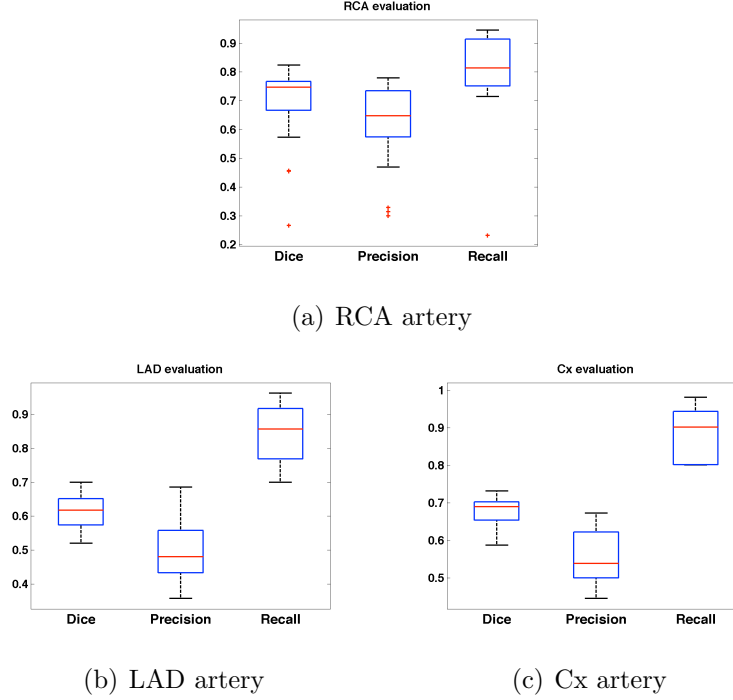 RCA evaluation
0.9
0.8
0.7
0.6
0.5
0.4
0.3
0.2
Dice Precision Recall
(a) RCA artery
LAD evaluation
0.9
0.8
0.7
0.6
0.5
0.4
Dice Precision Recall
(b) LAD artery
Cx evaluation
1
0.9
0.8
0.7
0.6
0.5
Dice Precision Recall
(c) Cx artery